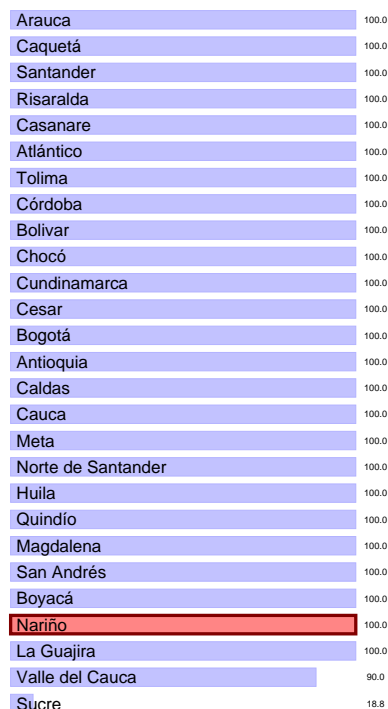 Arauca 100.0
Caquetá 100.0
Santander 100.0
Risaralda 100.0
Casanare 100.0
Atlántico 100.0
Tolima 100.0
Córdoba 100.0
Bolivar 100.0
Chocó 100.0
Cundinamarca 100.0
Cesar 100.0
Bogotá 100.0
Antioquia 100.0
Caldas 100.0
Cauca 100.0
Meta 100.0
Norte de Santander 100.0
Huila 100.0
Quindío 100.0
Magdalena 100.0
San Andrés 100.0
Boyacá 100.0
Nariño 100.0
La Guajira 100.0
Valle del Cauca 90.0
Sucre 18.8